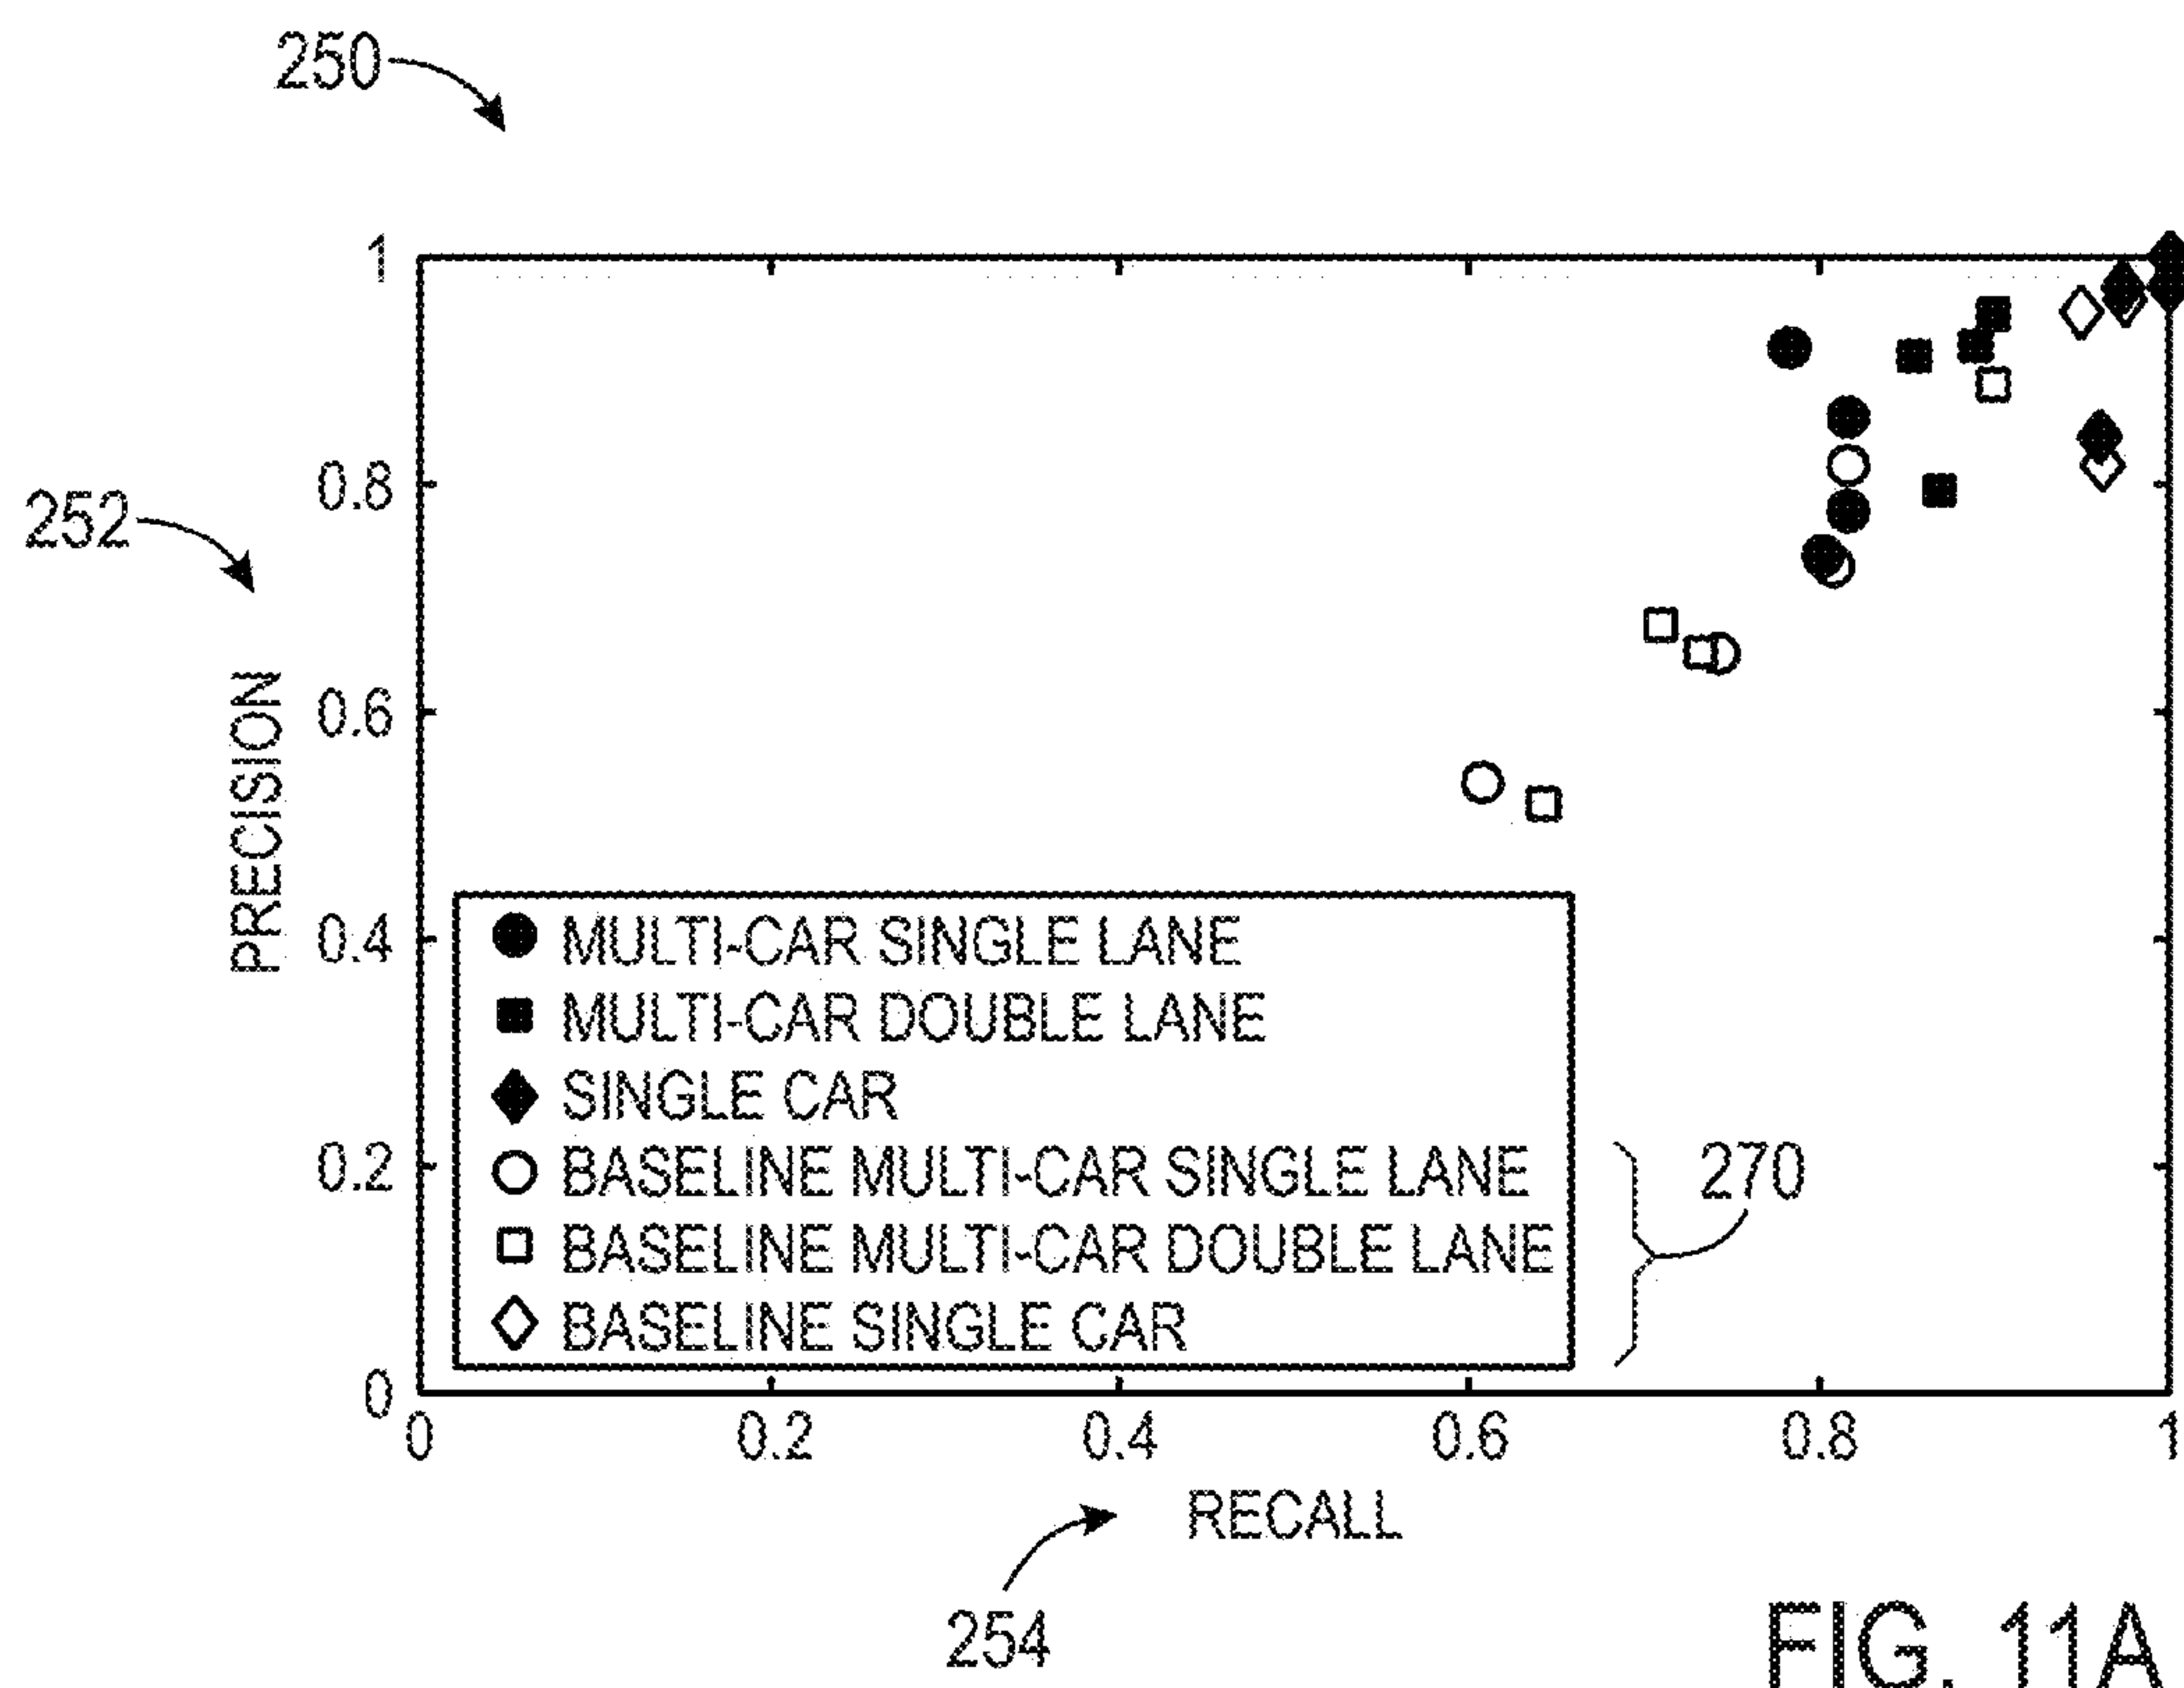 250
1
0.8
252
0.6
PRECISION
0.4
MULTI-CAR SINGLE LANE
MULTI-CAR DOUBLE LANE
SINGLE CAR
0.2
BASELINE MULTI-CAR SINGLE LANE
270
BASELINE MULTI-CAR DOUBLE LANE
BASELINE SINGLE CAR
0
0 0.2 0.4 0.6 0.8 1
RECALL
254
FIG. 11A